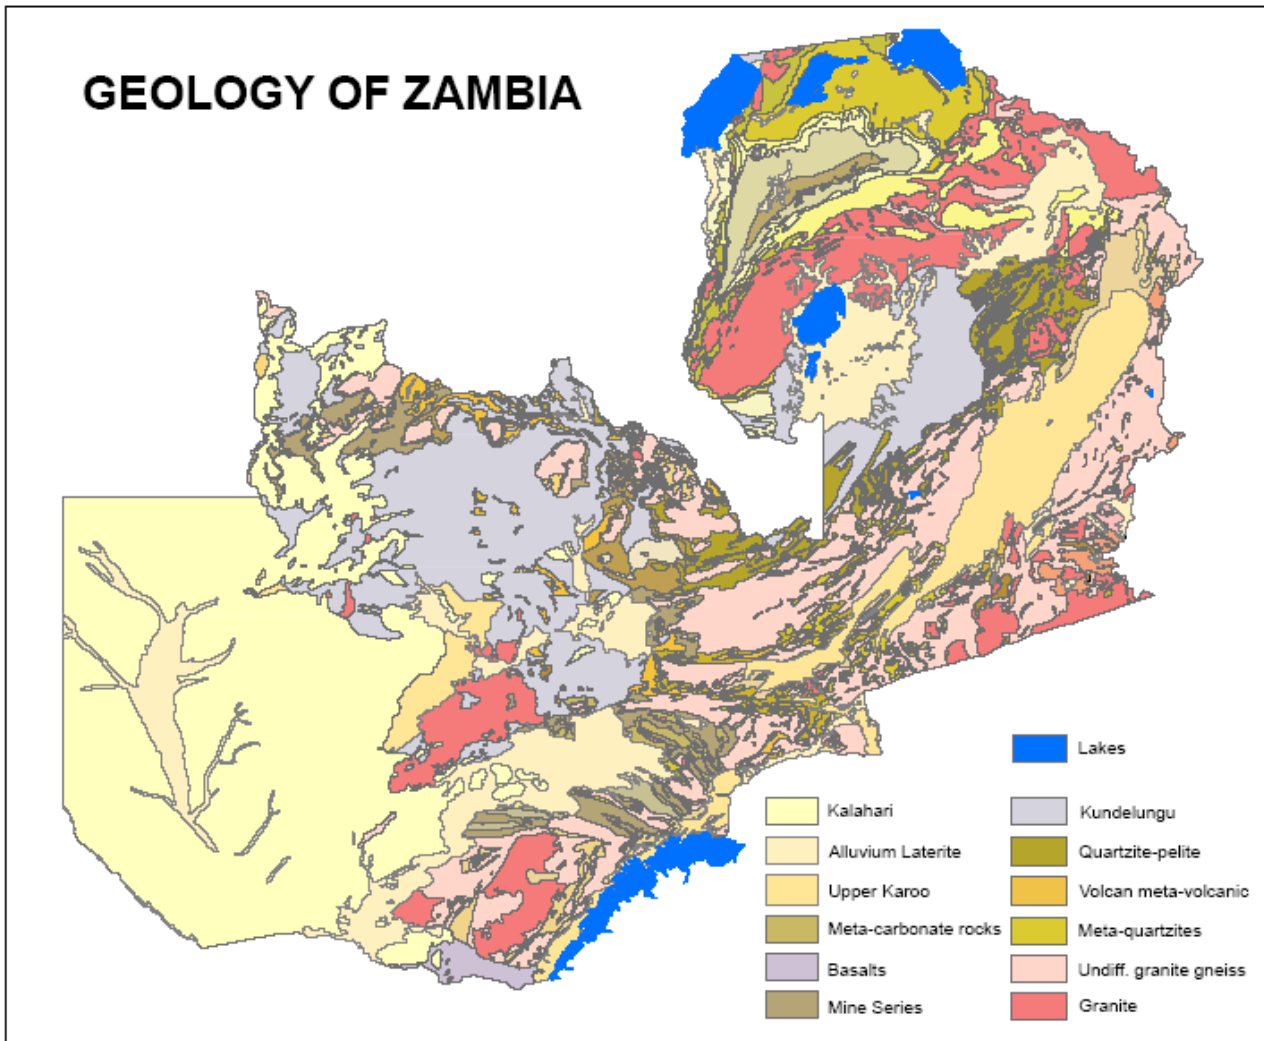 GEOLOGY OF ZAMBIA
Lakes
Kalahari
Kundelungu
Alluvium Laterite
Quartzite-pelite
Upper Karoo
Volcan meta-volcanic
Meta-carbonate rocks
Meta-quartzites
Basalts
Undiff. granite gneiss
Mine Series
Granite